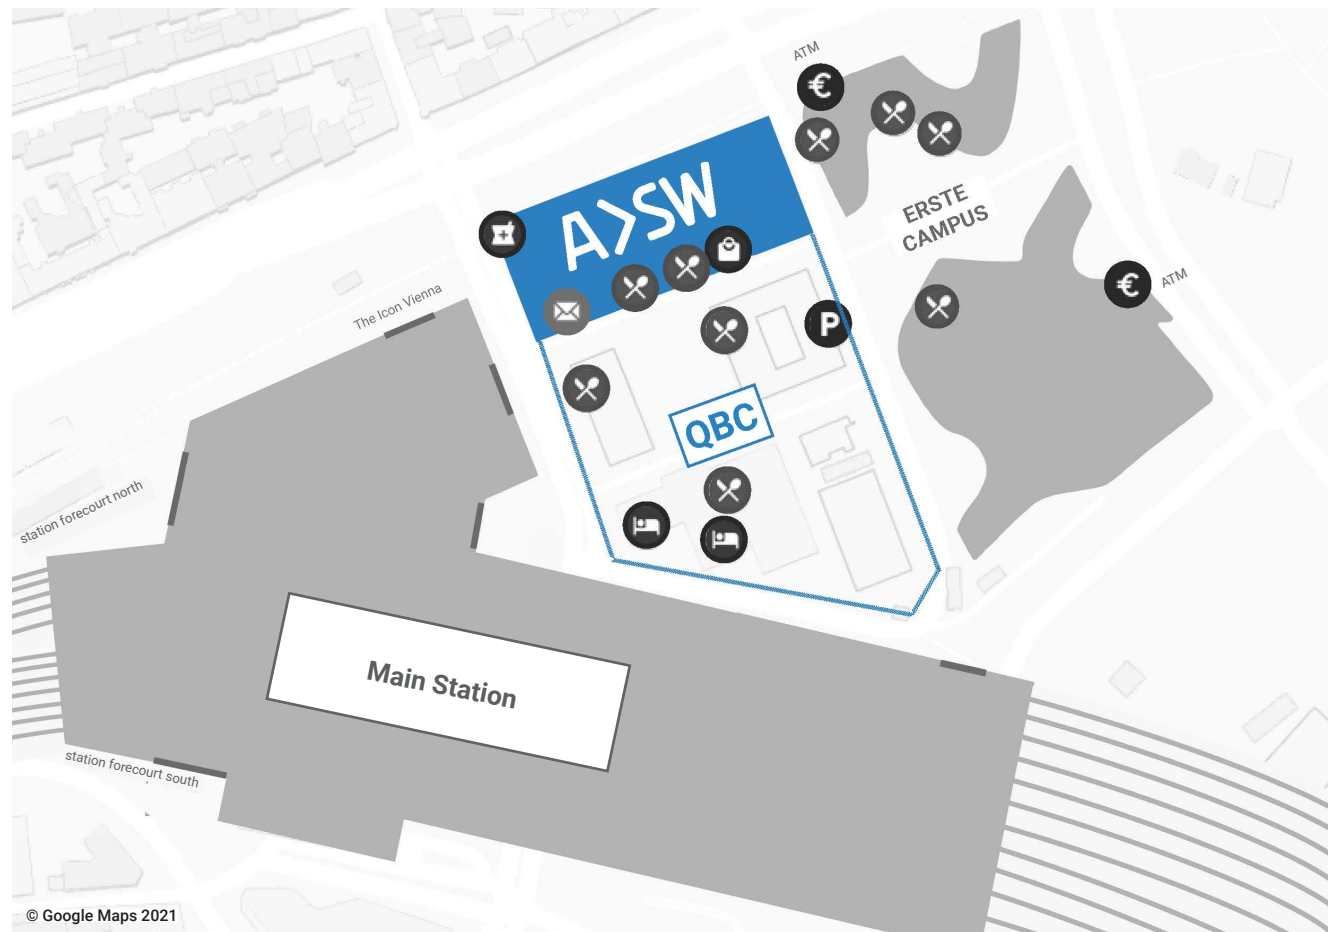 ATM
€
A>SW
ERSTE
CAMPUS
€
ATM
The Icon Vienna
P
QBC
station forecourt north
Main Station
station forecourt south
© Google Maps 2021